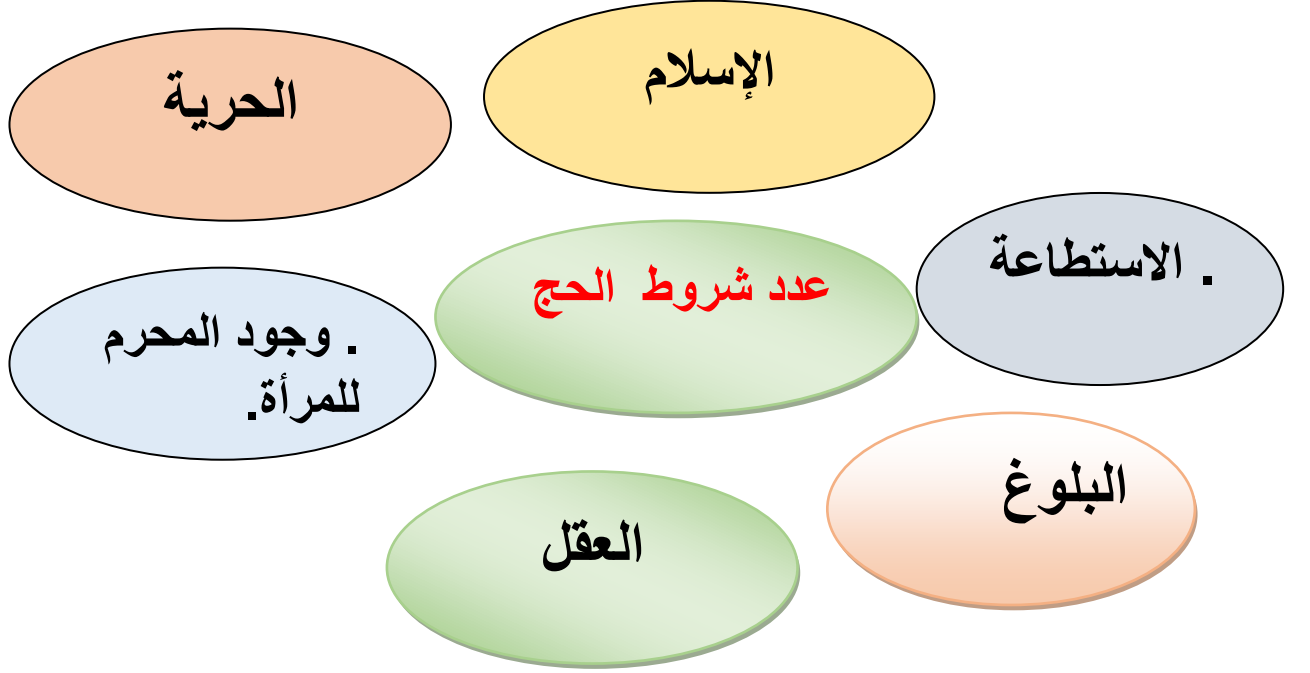 الإسلام
الحرية
. الاستطاعة
عدد شروط الحج
. وجود المحرم
للمرأة.
البلوغ
العقل